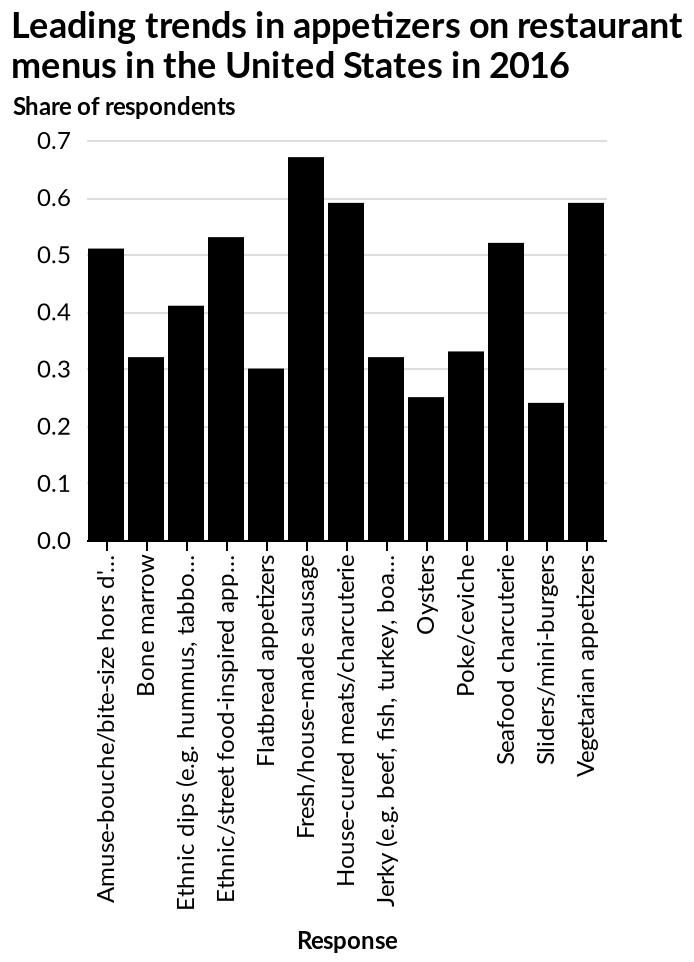 Leading trends in appetizers on restaurant
menus in the United States in 2016
Share of respondents
0.7
0.6
0.5
0.4
0.3
0.2
0.1
0.0
Amuse-bouche/bite-size hors d'...
Bone marrow
Ethnic dips (e.g. hummus, tabbo...
Ethnic/street food-inspired app...
Flatbread appetizers
Fresh/house-made sausage
House-cured meats/charcuterie
Jerky (e.g. beef, fish, turkey, boa...
Oysters
Poke/ceviche
Seafood charcuterie
Sliders/mini-burgers
Vegetarian appetizers
Response